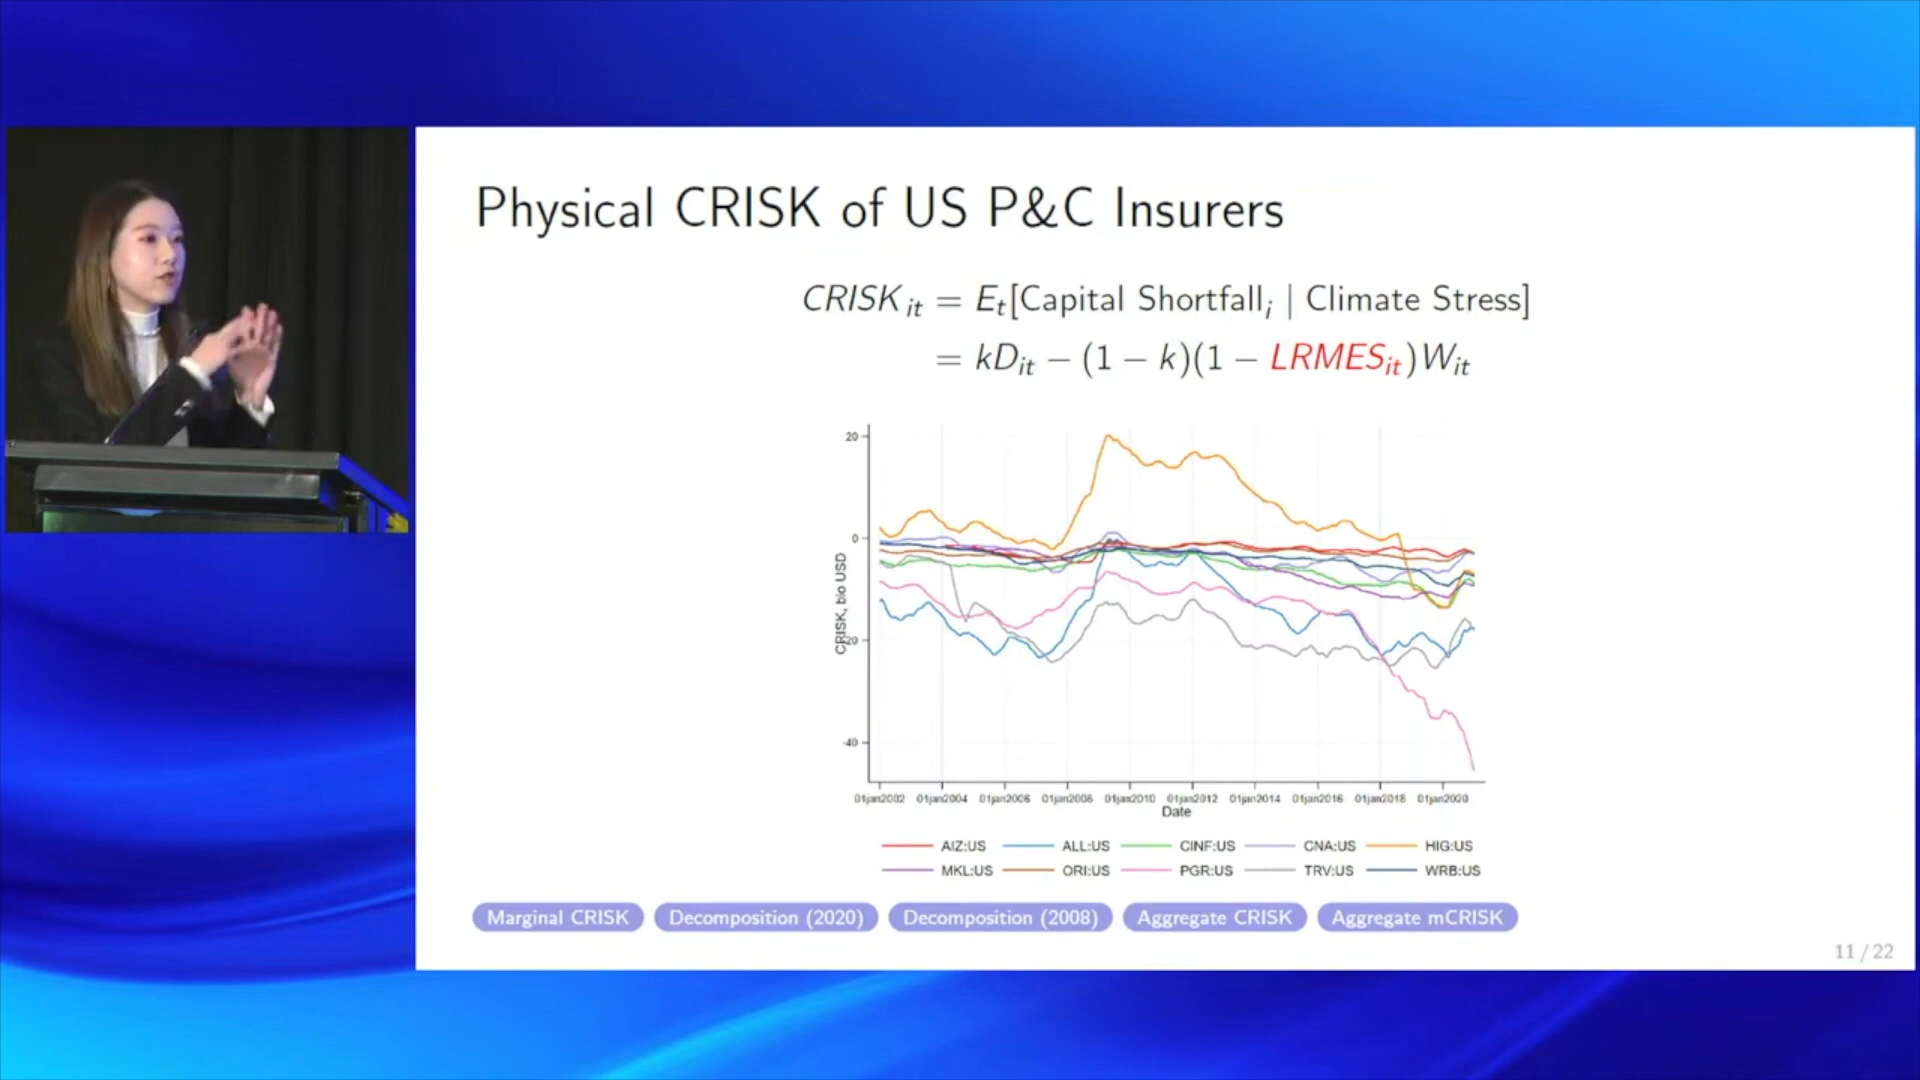 Physical CRISK of US P&C Insurers
CRISK_it = E_t[Capital Shortfall_i | Climate Stress]
= kD_it − (1 − k)(1 − LRMES_it)W_it
20
0
-20
-40
CRISK, bio USD
01jan2002 01jan2004 01jan2006 01jan2008 01jan2010 01jan2012 01jan2014 01jan2016 01jan2018 01jan2020
Date
AIZ:US ALL:US CINF:US CNA:US HIG:US
MKL:US ORI:US PGR:US TRV:US WRB:US
Marginal CRISK Decomposition (2020) Decomposition (2008) Aggregate CRISK Aggregate mCRISK
11 / 22